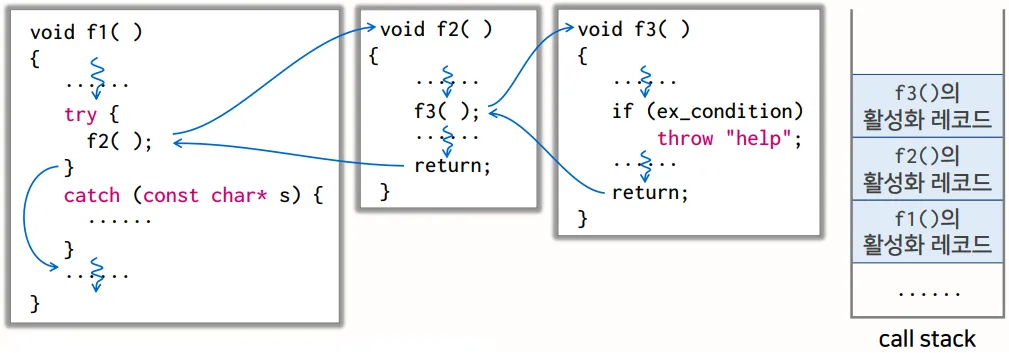 void f1( )
{
......
try {
f2( );
}
catch (const char* s) {
......
}
......
}
void f2( )
{
......
f3( );
......
return;
}
void f3( )
{
......
if (ex_condition)
throw "help";
......
return;
}
f3()의
활성화 레코드
f2()의
활성화 레코드
f1()의
활성화 레코드
......
call stack